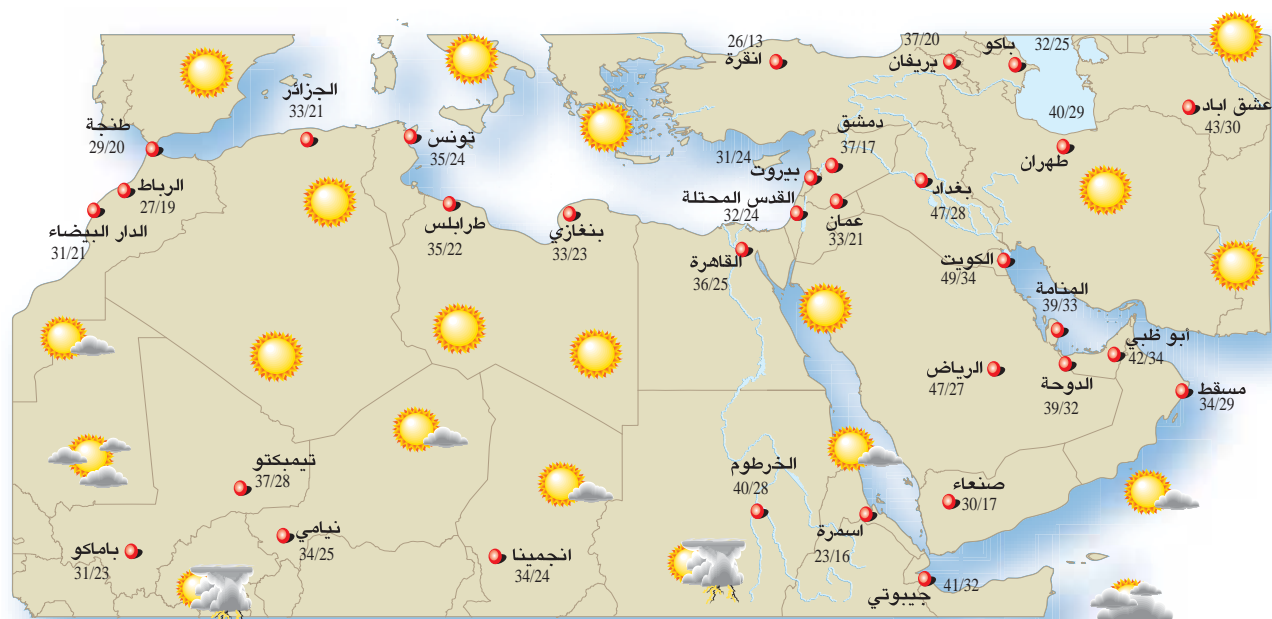 26/13
انقرة
37/20
يريفان
باكو
32/25
عشق اباد
43/30
40/29
طهران
الجزائر
33/21
طنجة
29/20
تونس
35/24
دمشق
37/17
31/24
بيروت
الرباط
27/19
بغداد
47/28
القدس المحتلة
32/24
عمان
33/21
الدار البيضاء
31/21
طرابلس
35/22
بنغازي
33/23
القاهرة
36/25
الكويت
49/34
المنامة
39/33
أبو ظبي
42/34
الرياض
47/27
الدوحة
39/32
مسقط
34/29
تيمبكتو
37/28
الخرطوم
40/28
صنعاء
30/17
نيامي
34/25
اسمرة
23/16
باماكو
31/23
انجمينا
34/24
41/32
جيبوتي